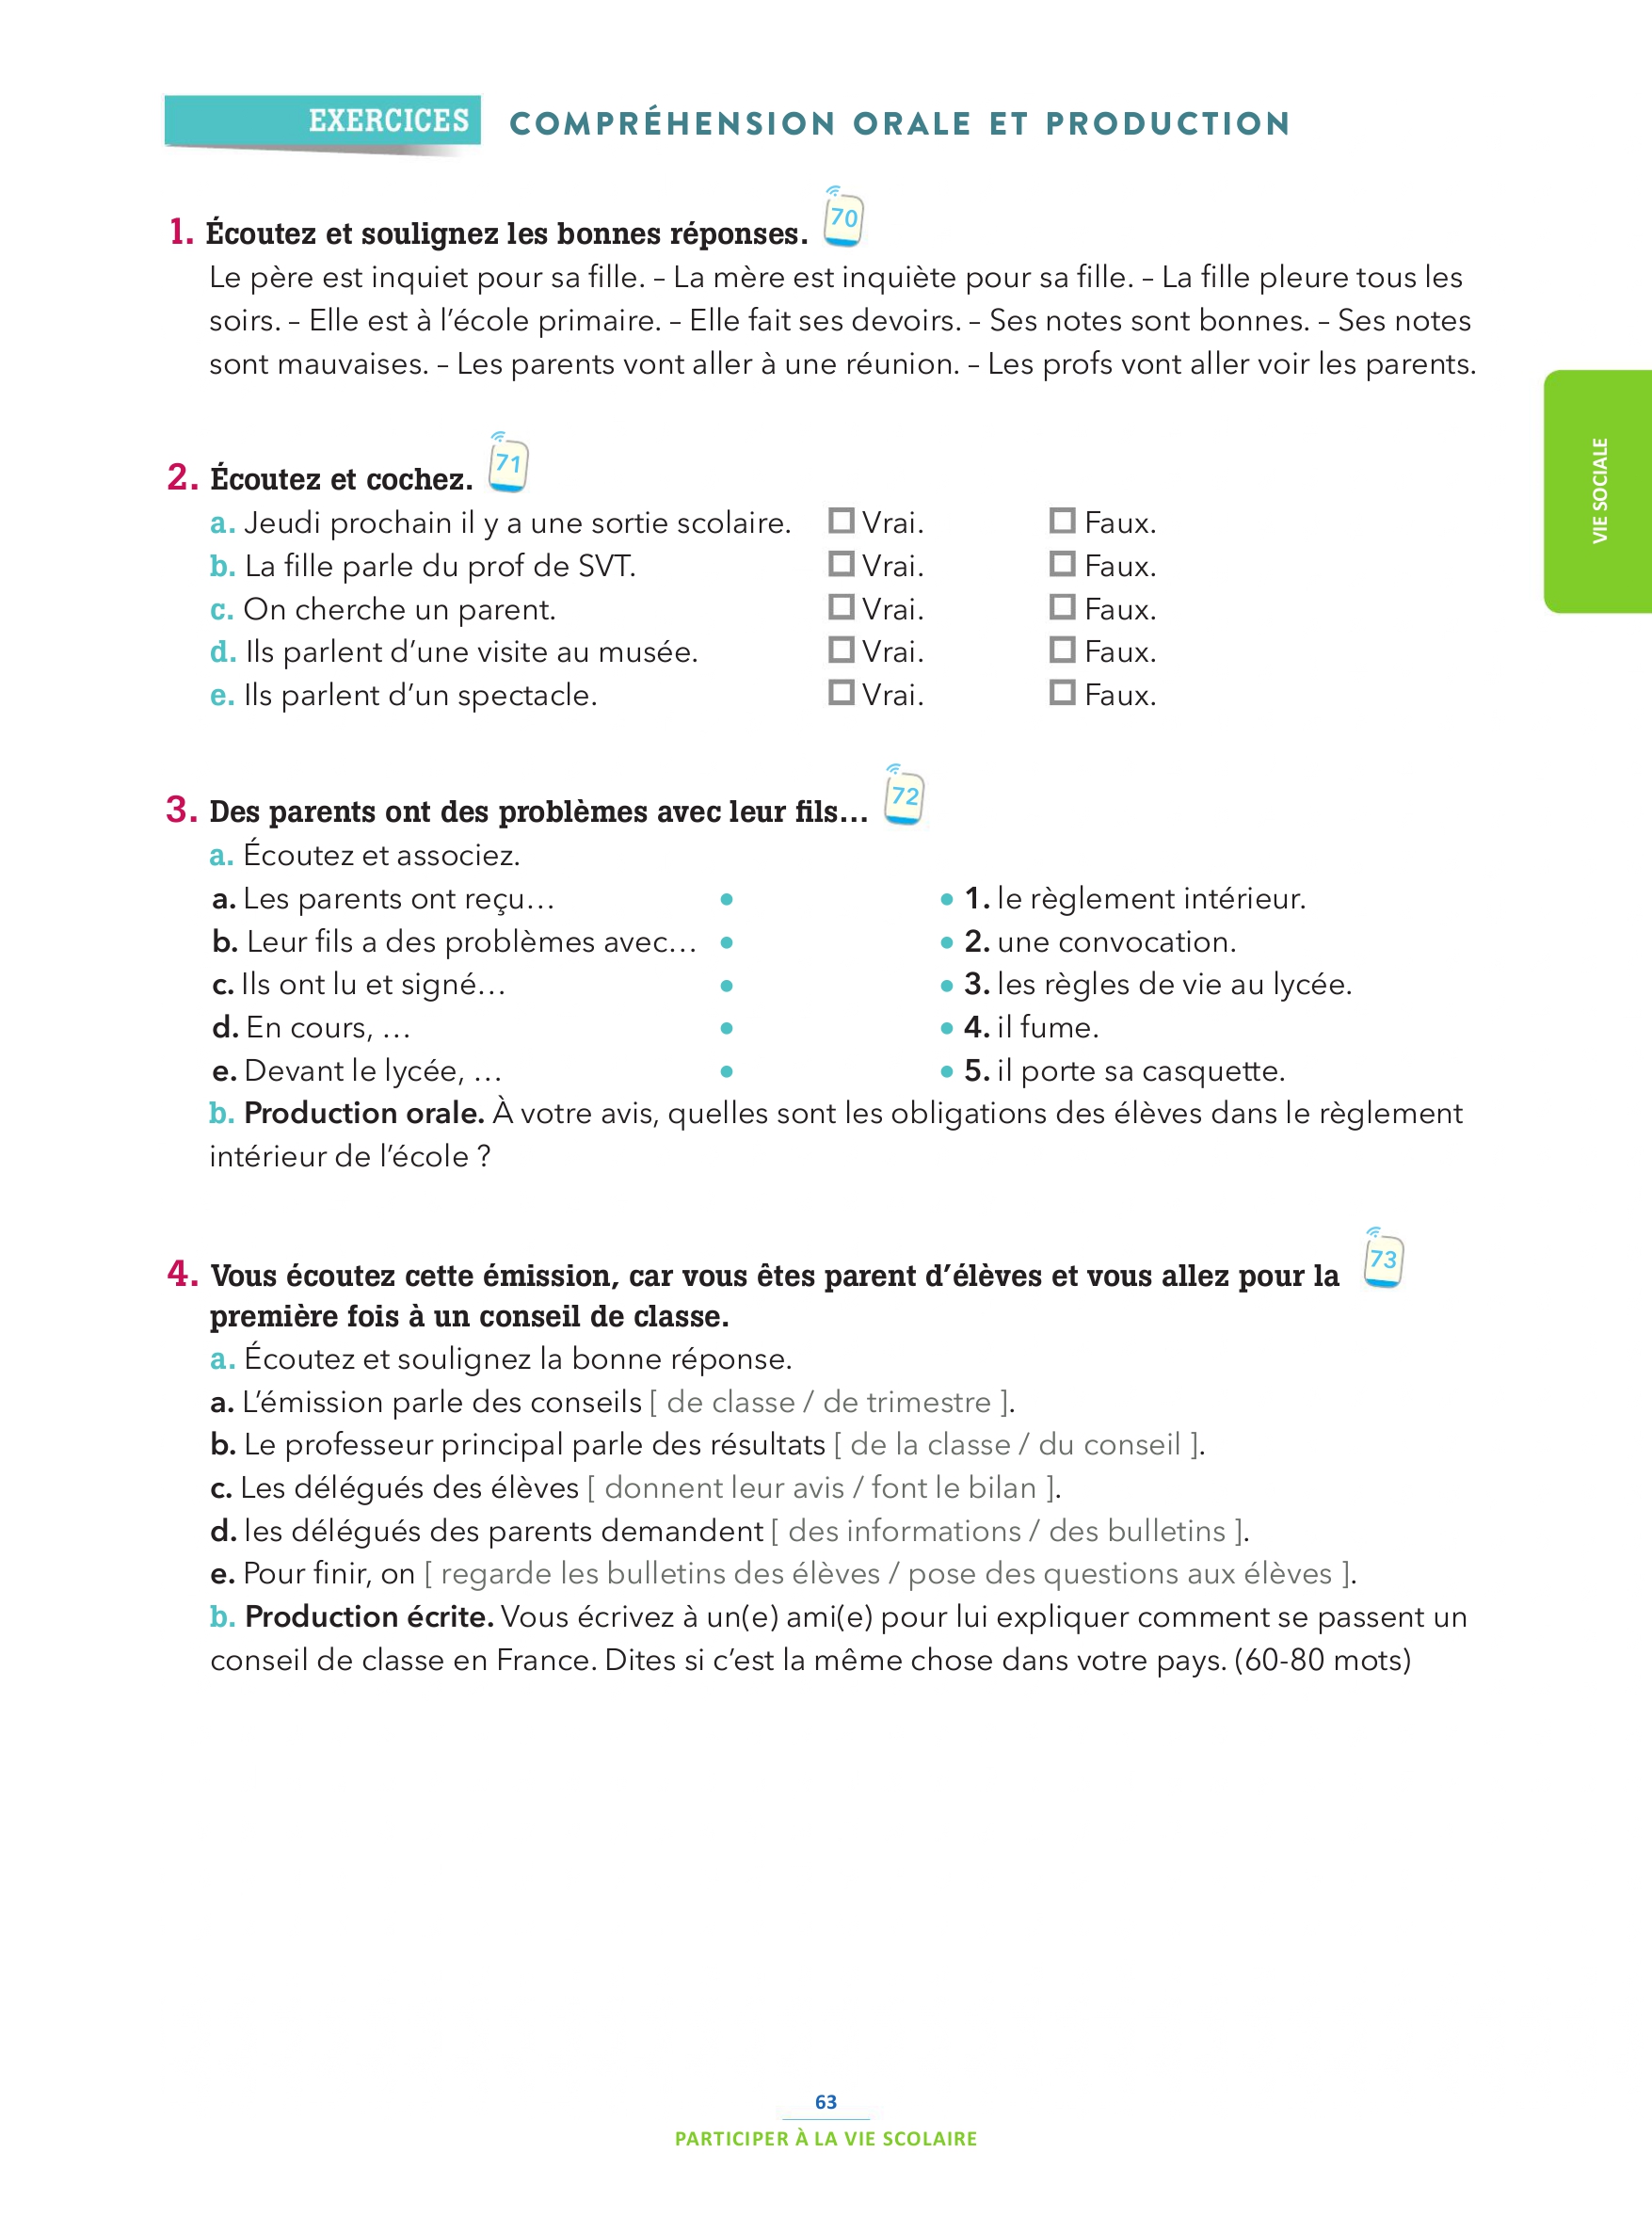 EXERCICES COMPRÉHENSION ORALE ET PRODUCTION
1. Écoutez et soulignez les bonnes réponses. 70
Le père est inquiet pour sa fille. – La mère est inquiète pour sa fille. – La fille pleure tous les
soirs. – Elle est à l'école primaire. – Elle fait ses devoirs. – Ses notes sont bonnes. – Ses notes
sont mauvaises. – Les parents vont aller à une réunion. – Les profs vont aller voir les parents.
VIE SOCIALE
2. Écoutez et cochez. 71
a. Jeudi prochain il y a une sortie scolaire. Vrai. Faux.
b. La fille parle du prof de SVT. Vrai. Faux.
c. On cherche un parent. Vrai. Faux.
d. Ils parlent d'une visite au musée. Vrai. Faux.
e. Ils parlent d'un spectacle. Vrai. Faux.
3. Des parents ont des problèmes avec leur fils… 72
a. Écoutez et associez.
a. Les parents ont reçu… • • 1. le règlement intérieur.
b. Leur fils a des problèmes avec… • • 2. une convocation.
c. Ils ont lu et signé… • • 3. les règles de vie au lycée.
d. En cours, … • • 4. il fume.
e. Devant le lycée, … • • 5. il porte sa casquette.
b. Production orale. À votre avis, quelles sont les obligations des élèves dans le règlement
intérieur de l'école ?
4. Vous écoutez cette émission, car vous êtes parent d'élèves et vous allez pour la 73
première fois à un conseil de classe.
a. Écoutez et soulignez la bonne réponse.
a. L'émission parle des conseils [ de classe / de trimestre ].
b. Le professeur principal parle des résultats [ de la classe / du conseil ].
c. Les délégués des élèves [ donnent leur avis / font le bilan ].
d. les délégués des parents demandent [ des informations / des bulletins ].
e. Pour finir, on [ regarde les bulletins des élèves / pose des questions aux élèves ].
b. Production écrite. Vous écrivez à un(e) ami(e) pour lui expliquer comment se passent un
conseil de classe en France. Dites si c'est la même chose dans votre pays. (60-80 mots)
63
PARTICIPER À LA VIE SCOLAIRE